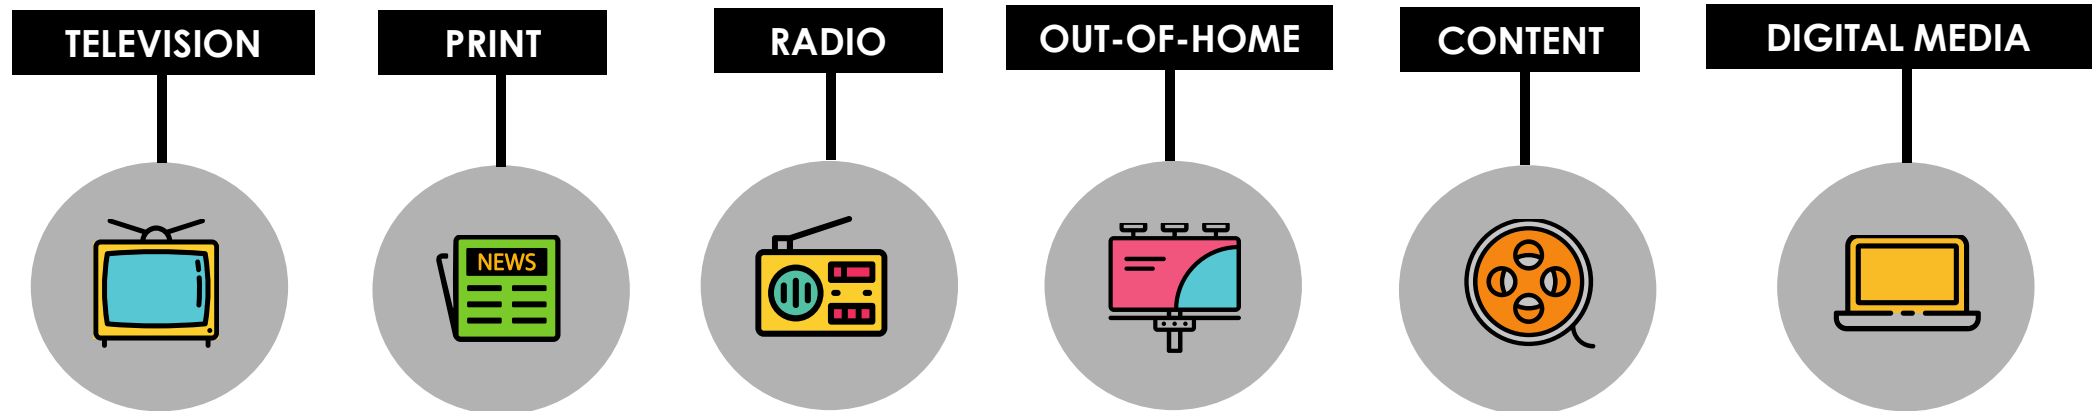 TELEVISION
PRINT
RADIO
OUT-OF-HOME
CONTENT
DIGITAL MEDIA
NEWS